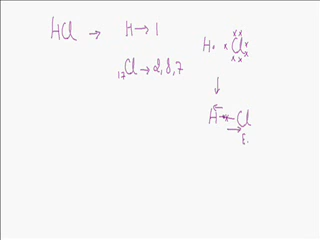 HCl → H → 1
₁₇Cl → 2,8,7
H• ×Cl
↓
H → ×– Cl
E.